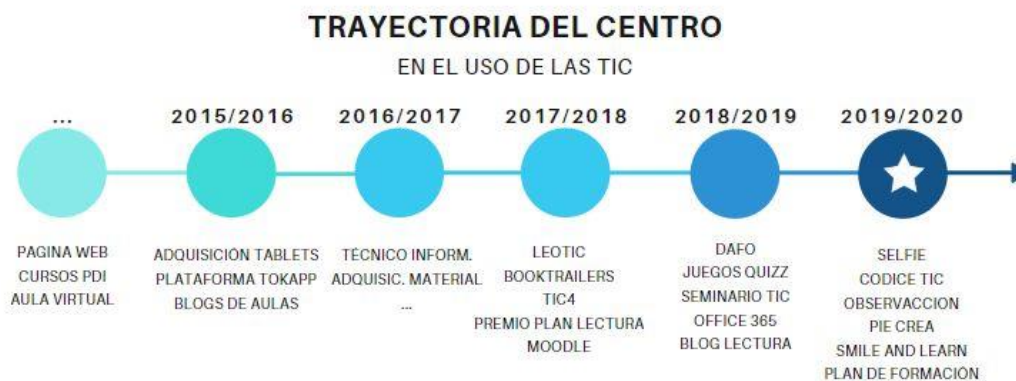 TRAYECTORIA DEL CENTRO
EN EL USO DE LAS TIC
...
PAGINA WEB
CURSOS PDI
AULA VIRTUAL
2015/2016
ADQUISICIÓN TABLETS
PLATAFORMA TOKAPP
BLOGS DE AULAS
2016/2017
TÉCNICO INFORM.
ADQUISIC. MATERIAL
...
2017/2018
LEOTIC
BOOKTRAILERS
TIC4
PREMIO PLAN LECTURA
MOODLE
2018/2019
DAFO
JUEGOS QUIZZ
SEMINARIO TIC
OFFICE 365
BLOG LECTURA
2019/2020
SELFIE
CODICE TIC
OBSERVACCION
PIE CREA
SMILE AND LEARN
PLAN DE FORMACIÓN